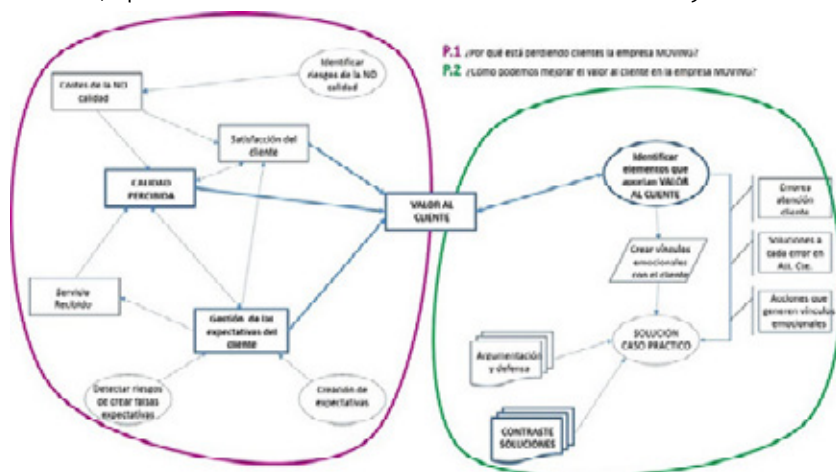 P.1 ¿Por qué está perdiendo clientes la empresa MOVING?
P.2 ¿Cómo podemos mejorar el valor al cliente en la empresa MOVING?
Identificar
riesgos de la NO
calidad
Costes de la NO
calidad
Satisfacción del
cliente
CALIDAD
PERCIBIDA
VALOR AL
CLIENTE
Servicio
Recibido
Gestión de las
expectativas del
cliente
Detectar riesgos
de crear falsas
expectativas
Creación de
expectativas
Identificar
elementos que
aportan VALOR
AL CLIENTE
Errores
atención
cliente
Crear vínculos
emocionales
con el cliente
Soluciones a
cada error en
Acciones que
generen vínculos
emocionales
SOLUCIÓN
CASO PRÁCTICO
Argumentación
y defensa
CONTRASTE
SOLUCIONES